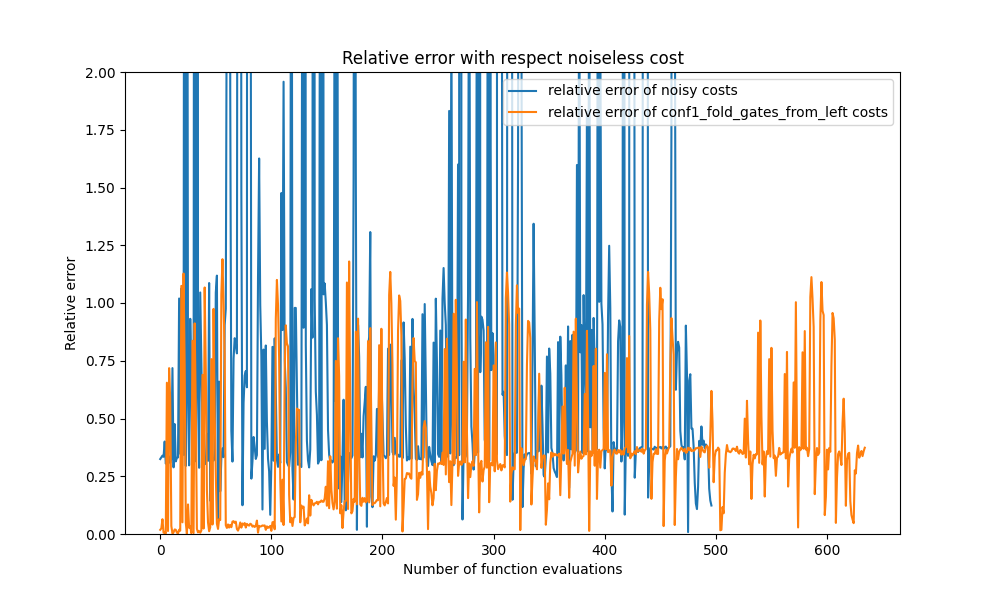 Relative error with respect noiseless cost
relative error of noisy costs
relative error of conf1_fold_gates_from_left costs
Relative error
2.00
1.75
1.50
1.25
1.00
0.75
0.50
0.25
0.00
0 100 200 300 400 500 600
Number of function evaluations